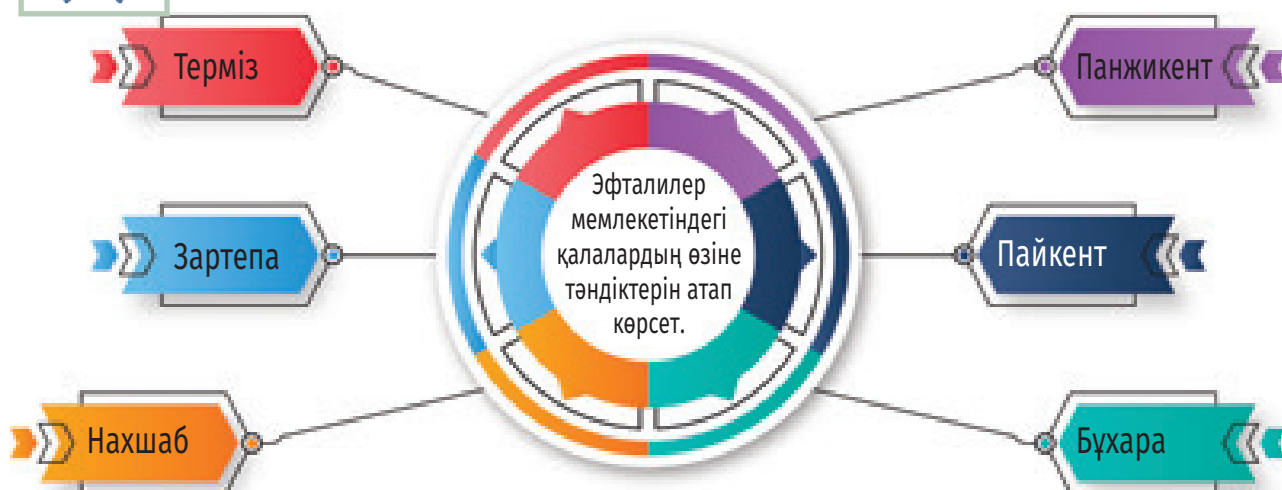 Терміз
Панжикент
Эфталилер
мемлекетіндегі
қалалардың өзіне
тәндіктерін атап
көрсет.
Зартепа
Пайкент
Нахшаб
Бұхара